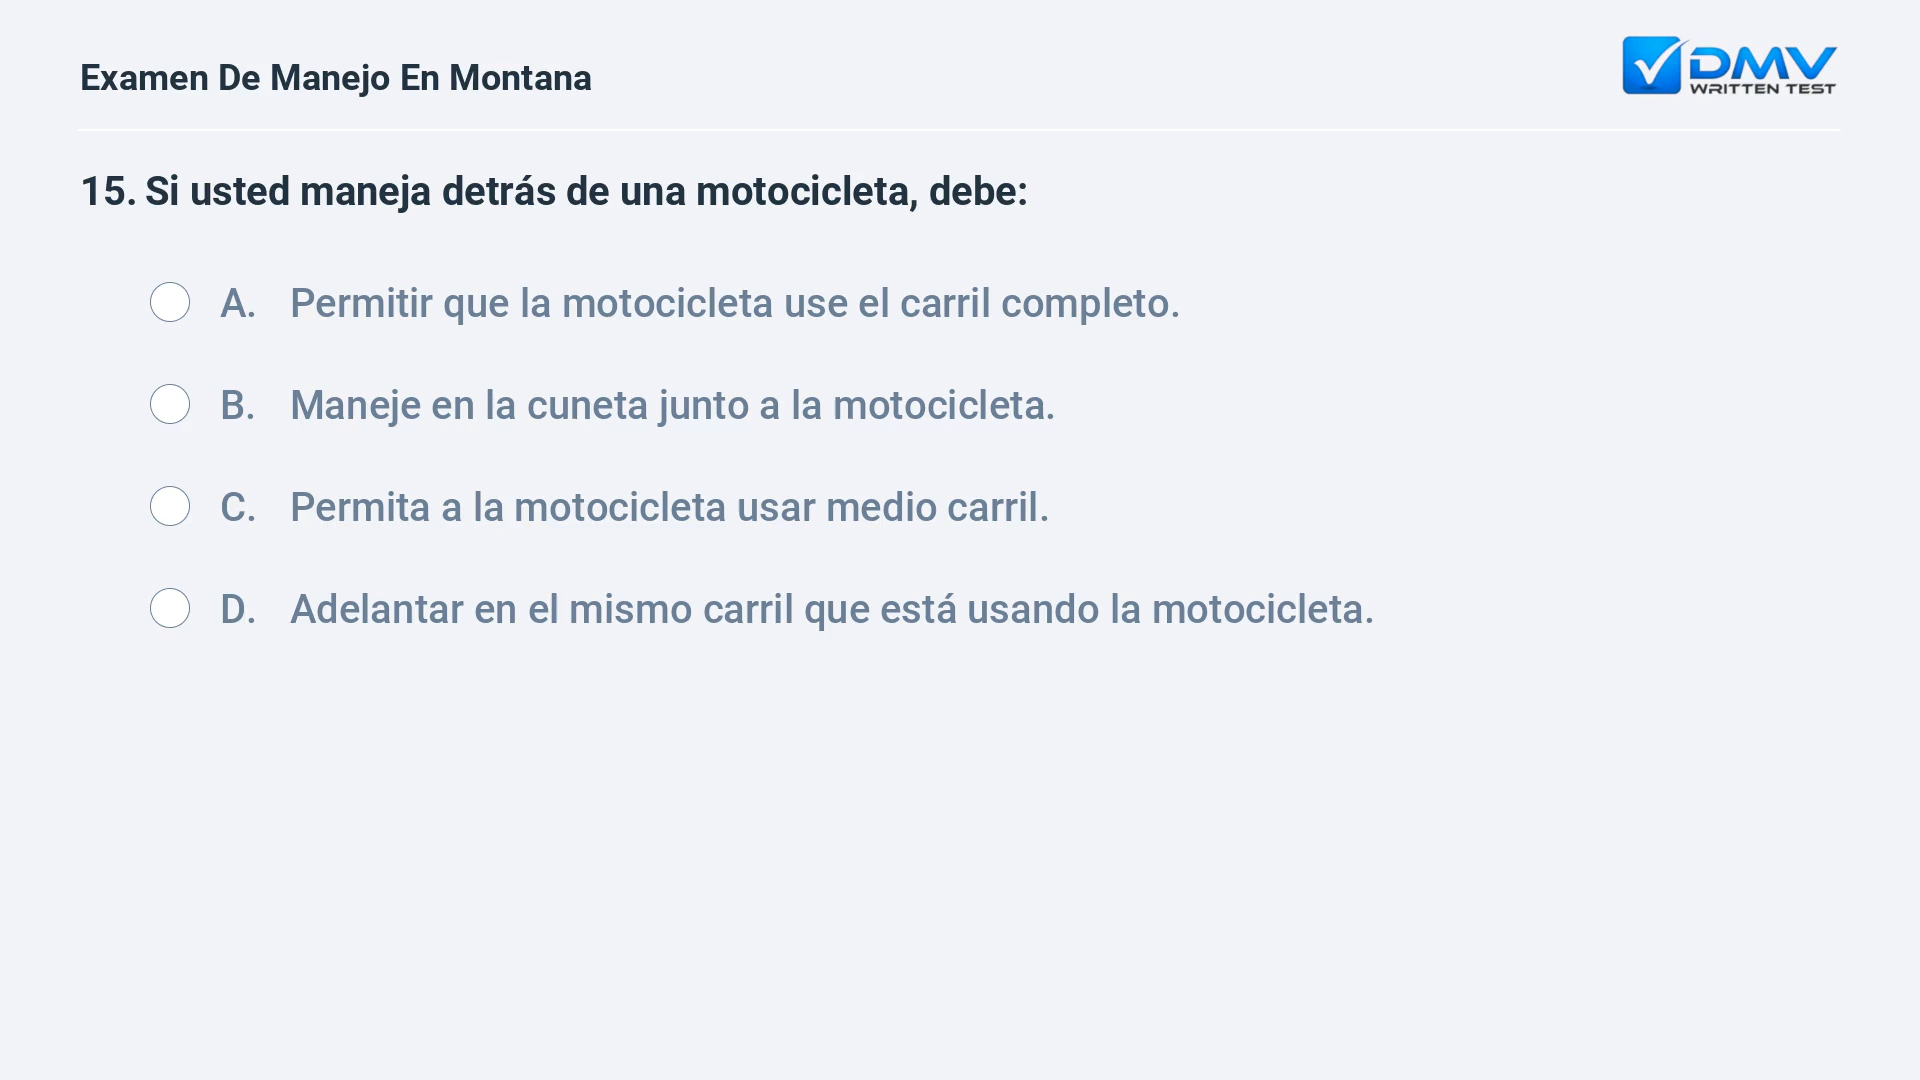 Examen De Manejo En Montana
DMV
WRITTEN TEST
15. Si usted maneja detrás de una motocicleta, debe:
A. Permitir que la motocicleta use el carril completo.
B. Maneje en la cuneta junto a la motocicleta.
C. Permita a la motocicleta usar medio carril.
D. Adelantar en el mismo carril que está usando la motocicleta.